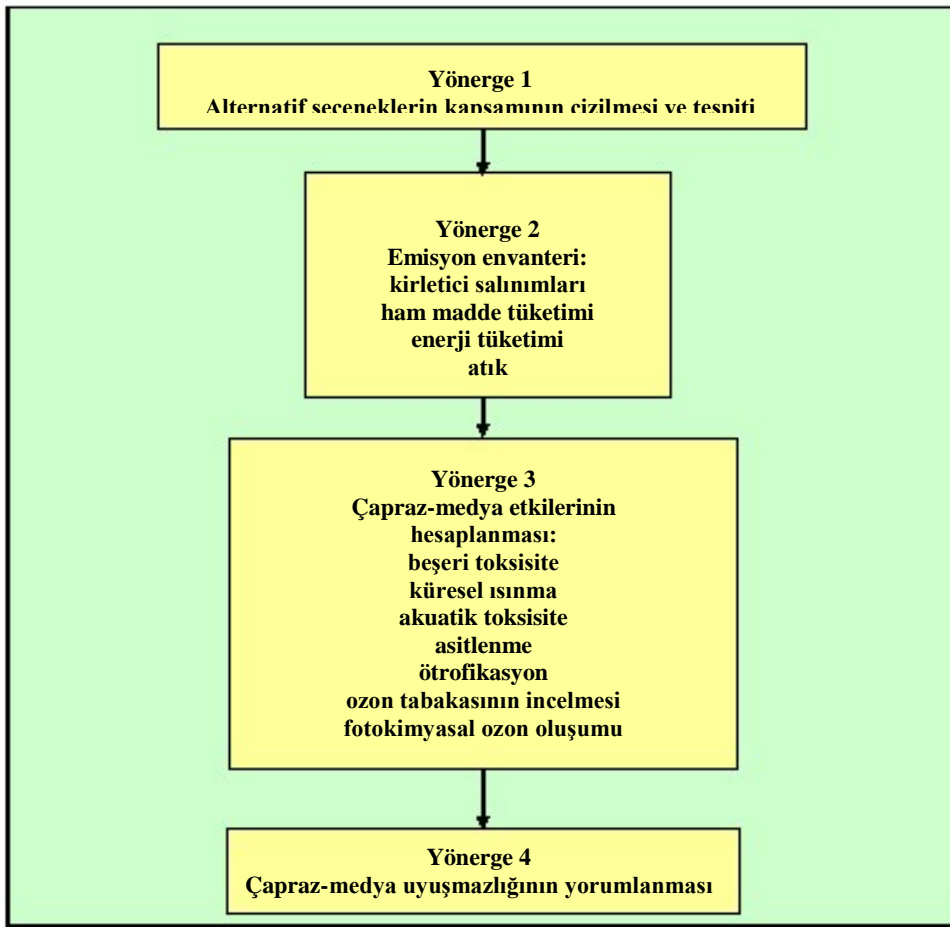 Yönerge 1
Alternatif seçeneklerin kapsamının çizilmesi ve tespiti
Yönerge 2
Emisyon envanteri:
kirletici salınımları
ham madde tüketimi
enerji tüketimi
atık
Yönerge 3
Çapraz-medya etkilerinin
hesaplanması:
beşeri toksisite
küresel ısınma
akuatik toksisite
asitlenme
ötrofikasyon
ozon tabakasının incelmesi
fotokimyasal ozon oluşumu
Yönerge 4
Çapraz-medya uyuşmazlığının yorumlanması